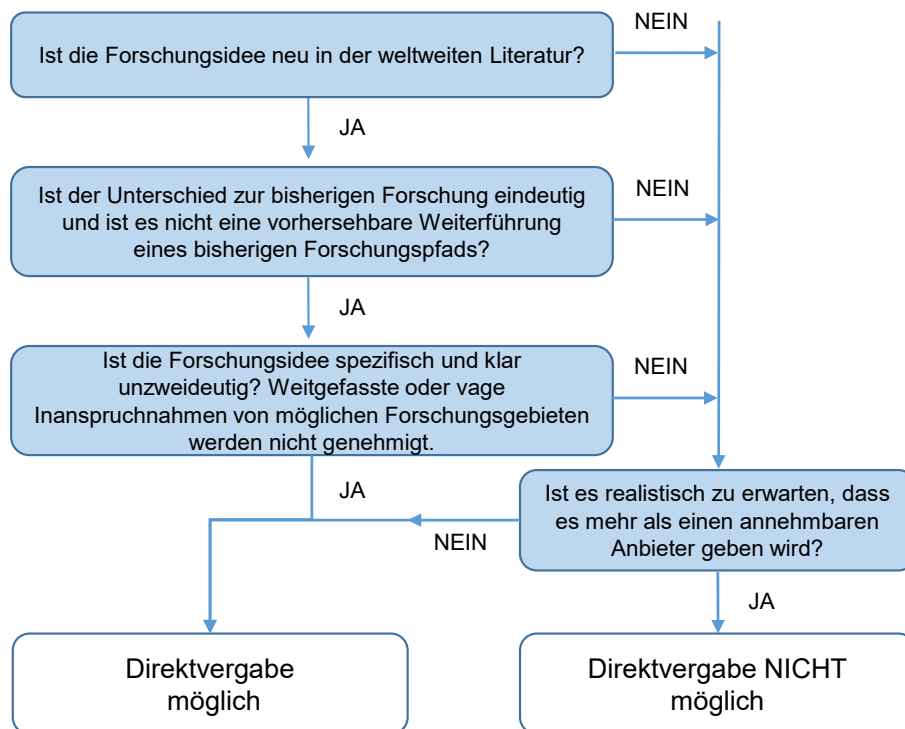 NEIN
Ist die Forschungsidee neu in der weltweiten Literatur?
JA
Ist der Unterschied zur bisherigen Forschung eindeutig
und ist es nicht eine vorhersehbare Weiterführung
eines bisherigen Forschungspfads?
NEIN
JA
Ist die Forschungsidee spezifisch und klar
unzweideutig? Weitgefasste oder vage
Inanspruchnahmen von möglichen Forschungsgebieten
werden nicht genehmigt.
NEIN
JA
Ist es realistisch zu erwarten, dass
es mehr als einen annehmbaren
Anbieter geben wird?
NEIN
JA
Direktvergabe
möglich
Direktvergabe NICHT
möglich